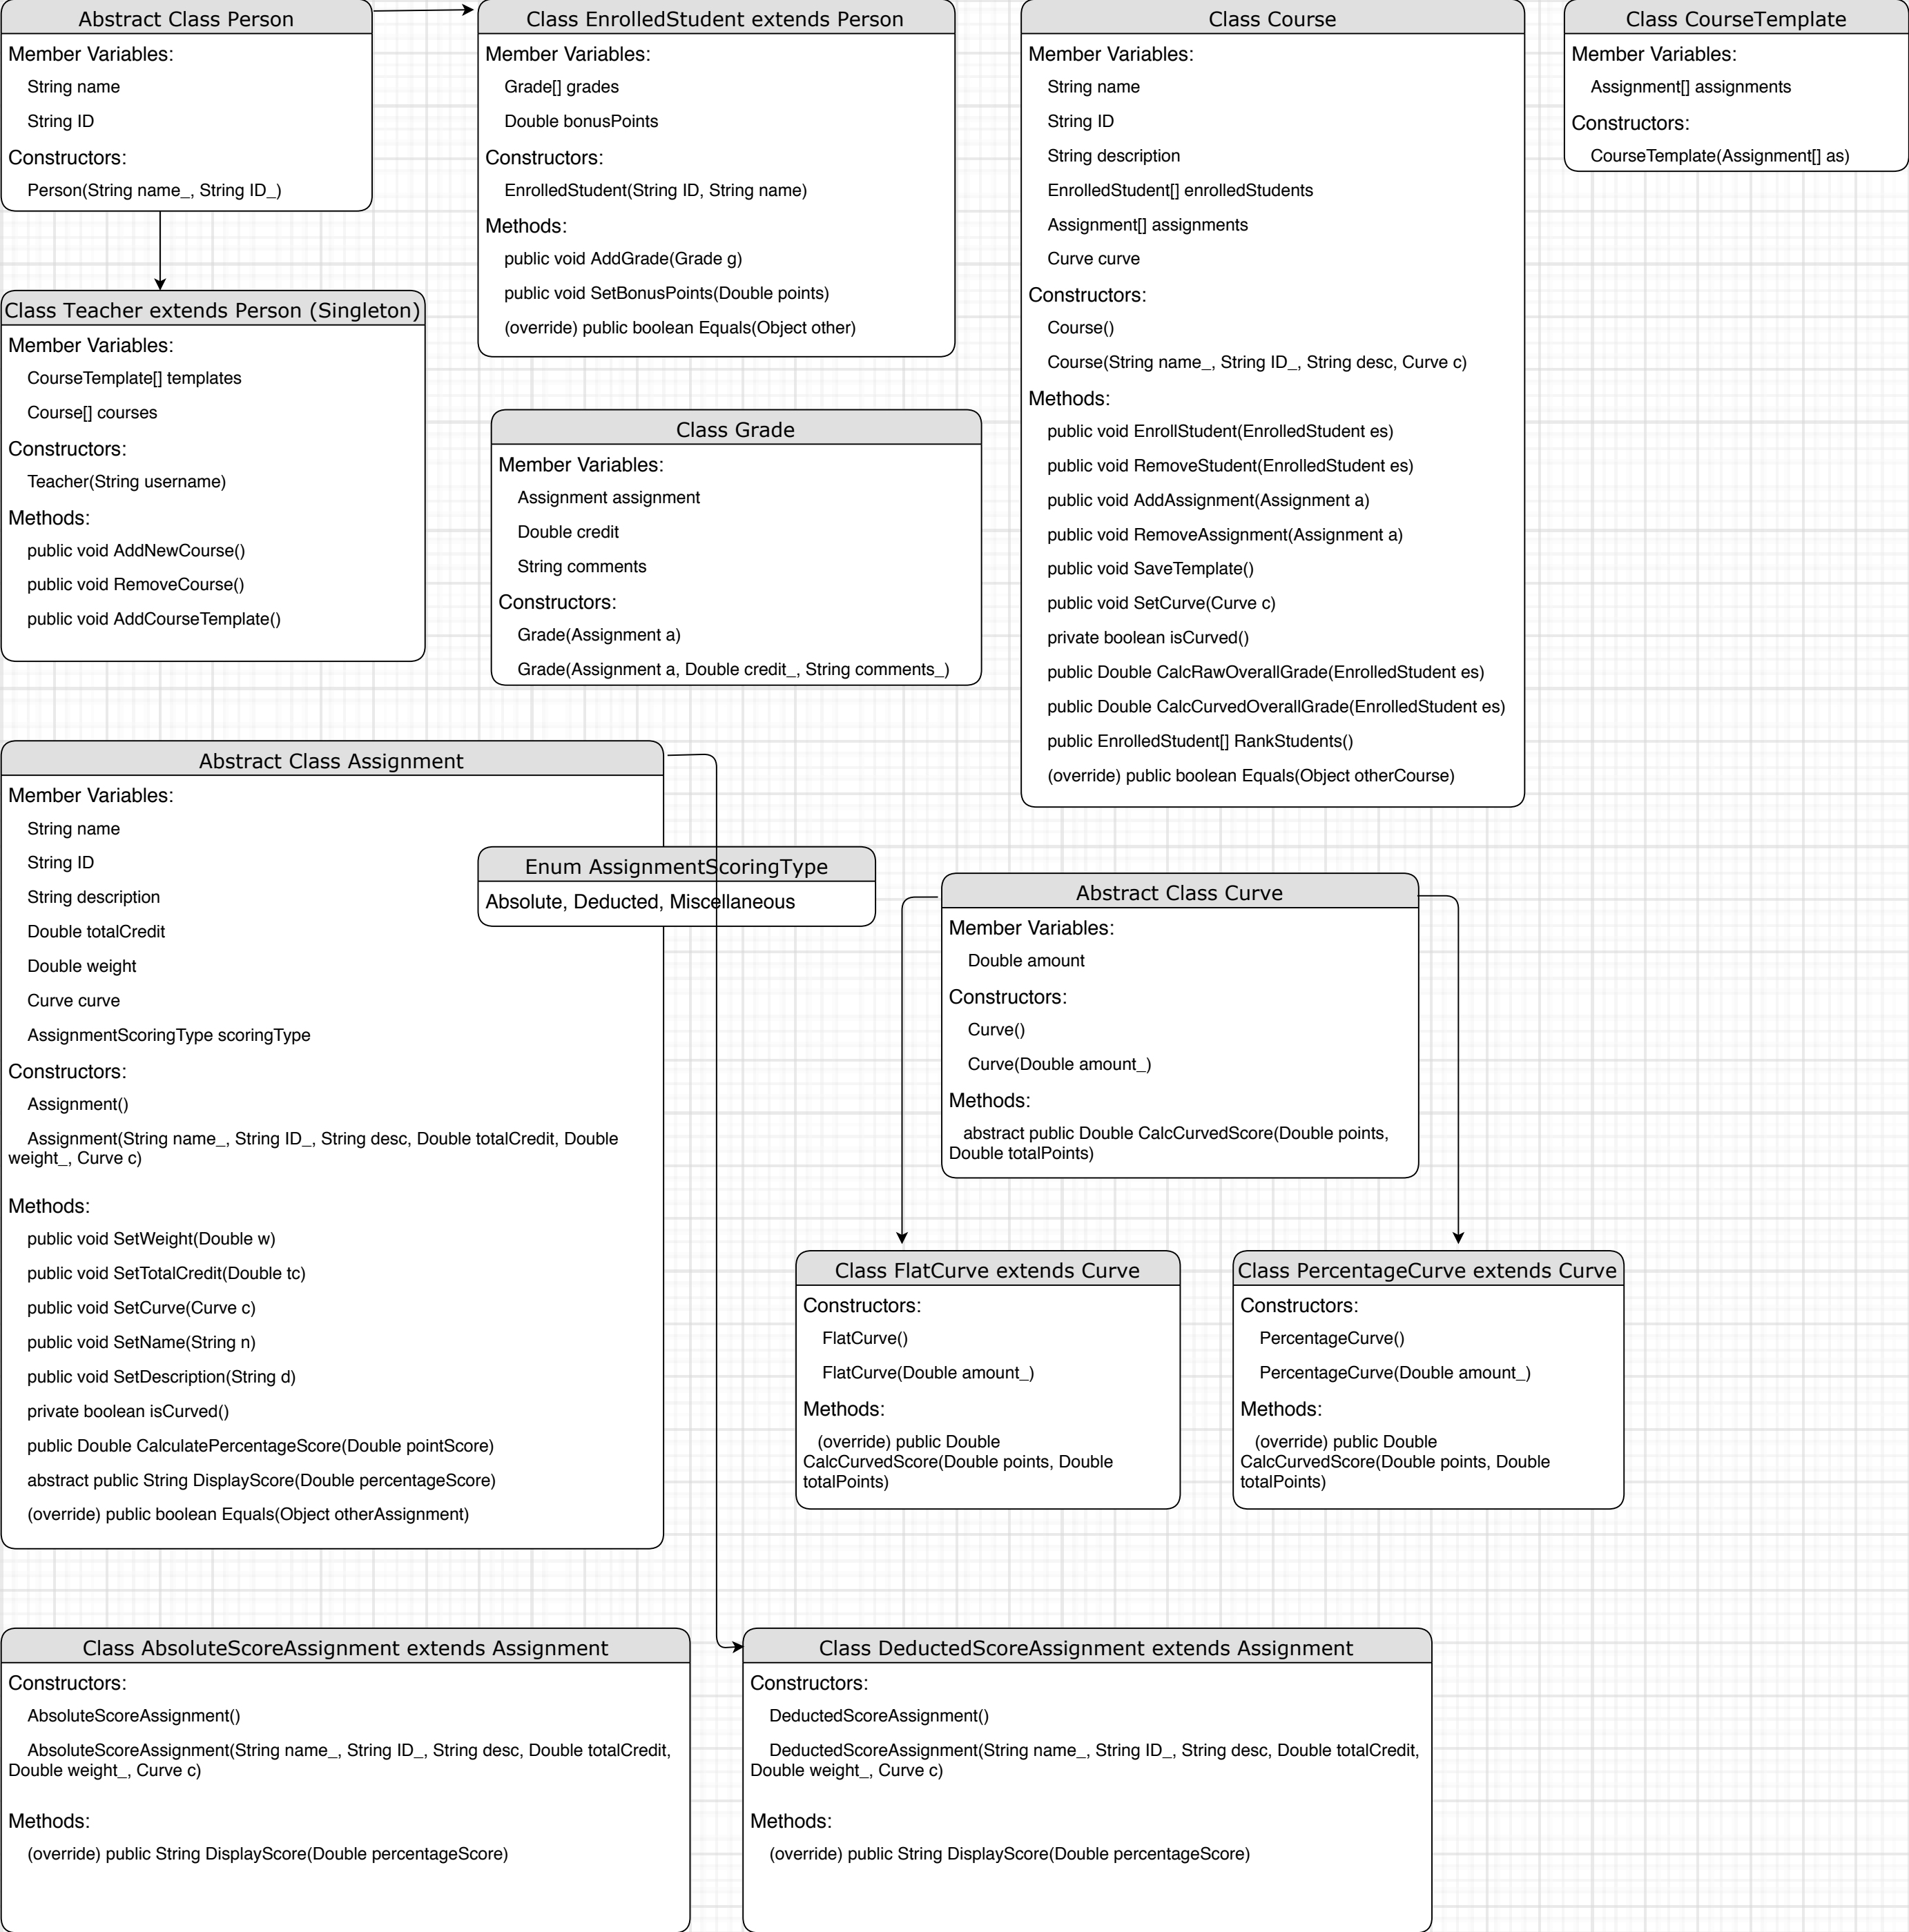 Abstract Class Person
Member Variables:
String name
String ID
Constructors:
Person(String name_, String ID_)
Class EnrolledStudent extends Person
Member Variables:
Grade[] grades
Double bonusPoints
Constructors:
EnrolledStudent(String ID, String name)
Methods:
public void AddGrade(Grade g)
public void SetBonusPoints(Double points)
(override) public boolean Equals(Object other)
Class Course
Member Variables:
String name
String ID
String description
EnrolledStudent[] enrolledStudents
Assignment[] assignments
Curve curve
Constructors:
Course()
Course(String name_, String ID_, String desc, Curve c)
Methods:
public void EnrollStudent(EnrolledStudent es)
public void RemoveStudent(EnrolledStudent es)
public void AddAssignment(Assignment a)
public void RemoveAssignment(Assignment a)
public void SaveTemplate()
public void SetCurve(Curve c)
private boolean isCurved()
public Double CalcRawOverallGrade(EnrolledStudent es)
public Double CalcCurvedOverallGrade(EnrolledStudent es)
public EnrolledStudent[] RankStudents()
(override) public boolean Equals(Object otherCourse)
Class CourseTemplate
Member Variables:
Assignment[] assignments
Constructors:
CourseTemplate(Assignment[] as)
Class Teacher extends Person (Singleton)
Member Variables:
CourseTemplate[] templates
Course[] courses
Constructors:
Teacher(String username)
Methods:
public void AddNewCourse()
public void RemoveCourse()
public void AddCourseTemplate()
Class Grade
Member Variables:
Assignment assignment
Double credit
String comments
Constructors:
Grade(Assignment a)
Grade(Assignment a, Double credit_, String comments_)
Abstract Class Assignment
Member Variables:
String name
String ID
String description
Double totalCredit
Double weight
Curve curve
AssignmentScoringType scoringType
Constructors:
Assignment()
Assignment(String name_, String ID_, String desc, Double totalCredit, Double
weight_, Curve c)
Methods:
public void SetWeight(Double w)
public void SetTotalCredit(Double tc)
public void SetCurve(Curve c)
public void SetName(String n)
public void SetDescription(String d)
private boolean isCurved()
public Double CalculatePercentageScore(Double pointScore)
abstract public String DisplayScore(Double percentageScore)
(override) public boolean Equals(Object otherAssignment)
Enum AssignmentScoringType
Absolute, Deducted, Miscellaneous
Abstract Class Curve
Member Variables:
Double amount
Constructors:
Curve()
Curve(Double amount_)
Methods:
abstract public Double CalcCurvedScore(Double points,
Double totalPoints)
Class FlatCurve extends Curve
Constructors:
FlatCurve()
FlatCurve(Double amount_)
Methods:
(override) public Double
CalcCurvedScore(Double points, Double
totalPoints)
Class PercentageCurve extends Curve
Constructors:
PercentageCurve()
PercentageCurve(Double amount_)
Methods:
(override) public Double
CalcCurvedScore(Double points, Double
totalPoints)
Class AbsoluteScoreAssignment extends Assignment
Constructors:
AbsoluteScoreAssignment()
AbsoluteScoreAssignment(String name_, String ID_, String desc, Double totalCredit,
Double weight_, Curve c)
Methods:
(override) public String DisplayScore(Double percentageScore)
Class DeductedScoreAssignment extends Assignment
Constructors:
DeductedScoreAssignment()
DeductedScoreAssignment(String name_, String ID_, String desc, Double totalCredit,
Double weight_, Curve c)
Methods:
(override) public String DisplayScore(Double percentageScore)